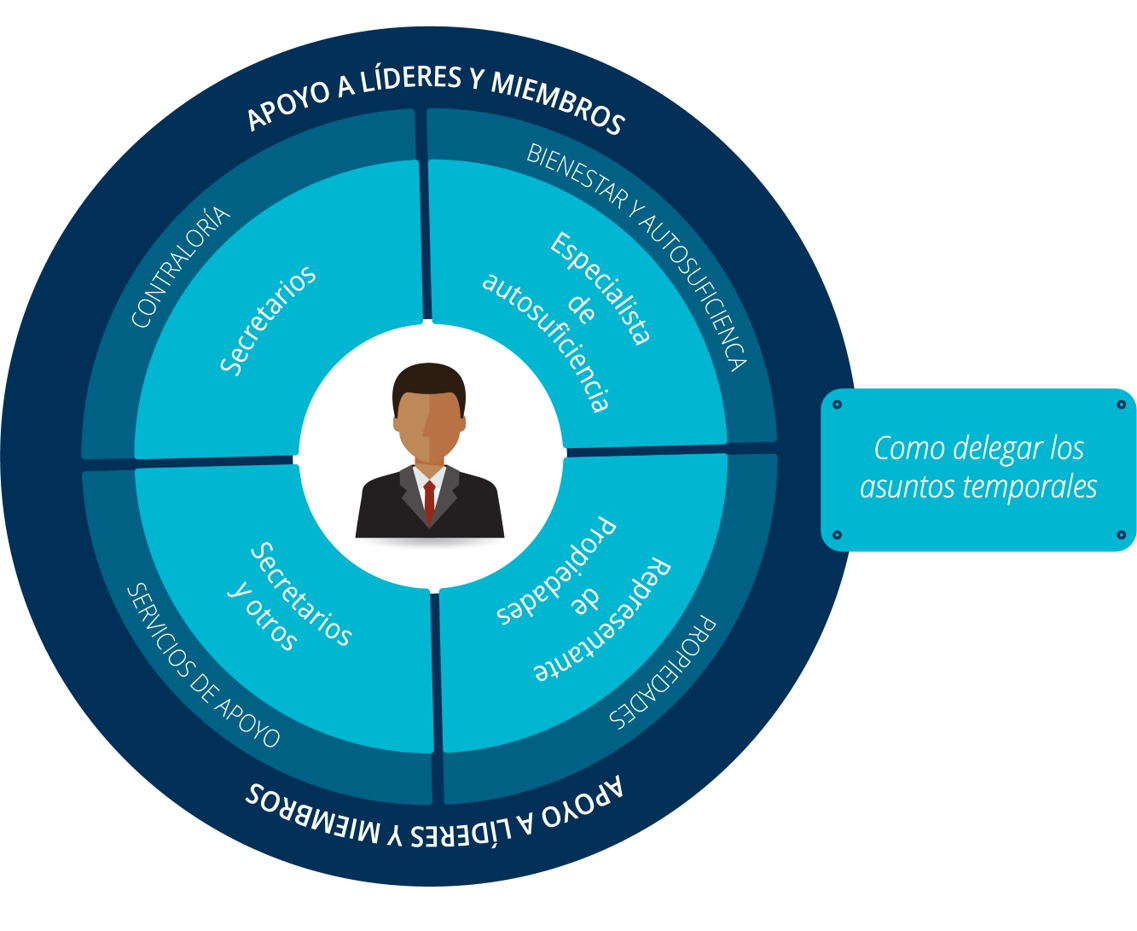 APOYO A LÍDERES Y MIEMBROS
CONTRALORÍA
Secretarios
BIENESTAR Y AUTOSUFICIENCA
Especialista
de
autosuficiencia
Como delegar los
asuntos temporales
SERVICIOS DE APOYO
Secretarios
y otros
PROPIEDADES
Representante
de
Propiedades
APOYO A LÍDERES Y MIEMBROS